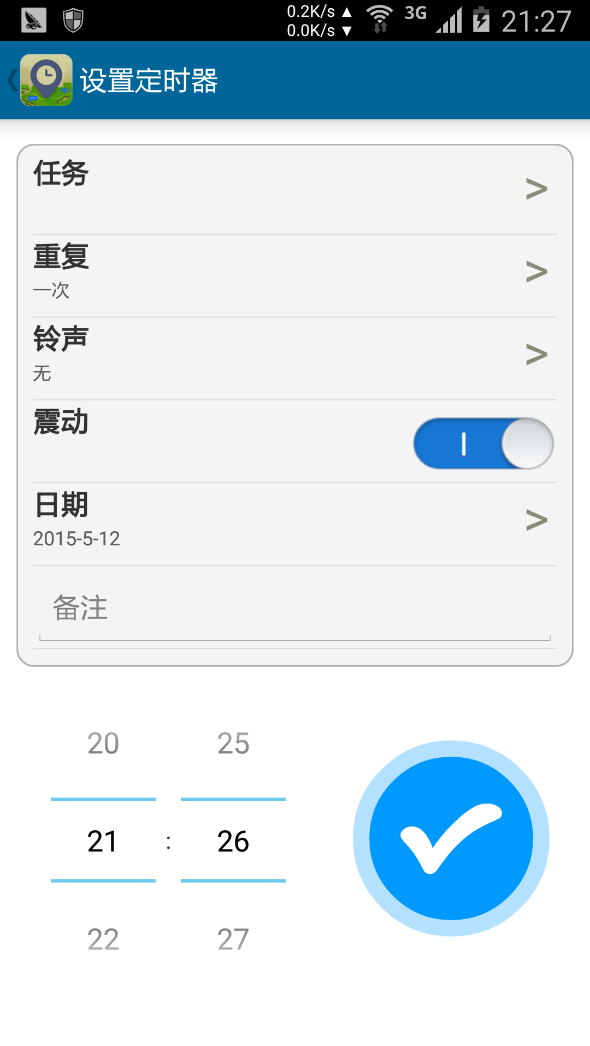 0.2K/s ▲
0.0K/s ▼
3G
21:27
设置定时器
任务
>
重复
一次
>
铃声
无
>
震动
日期
2015-5-12
>
备注
20 25
21 : 26
22 27